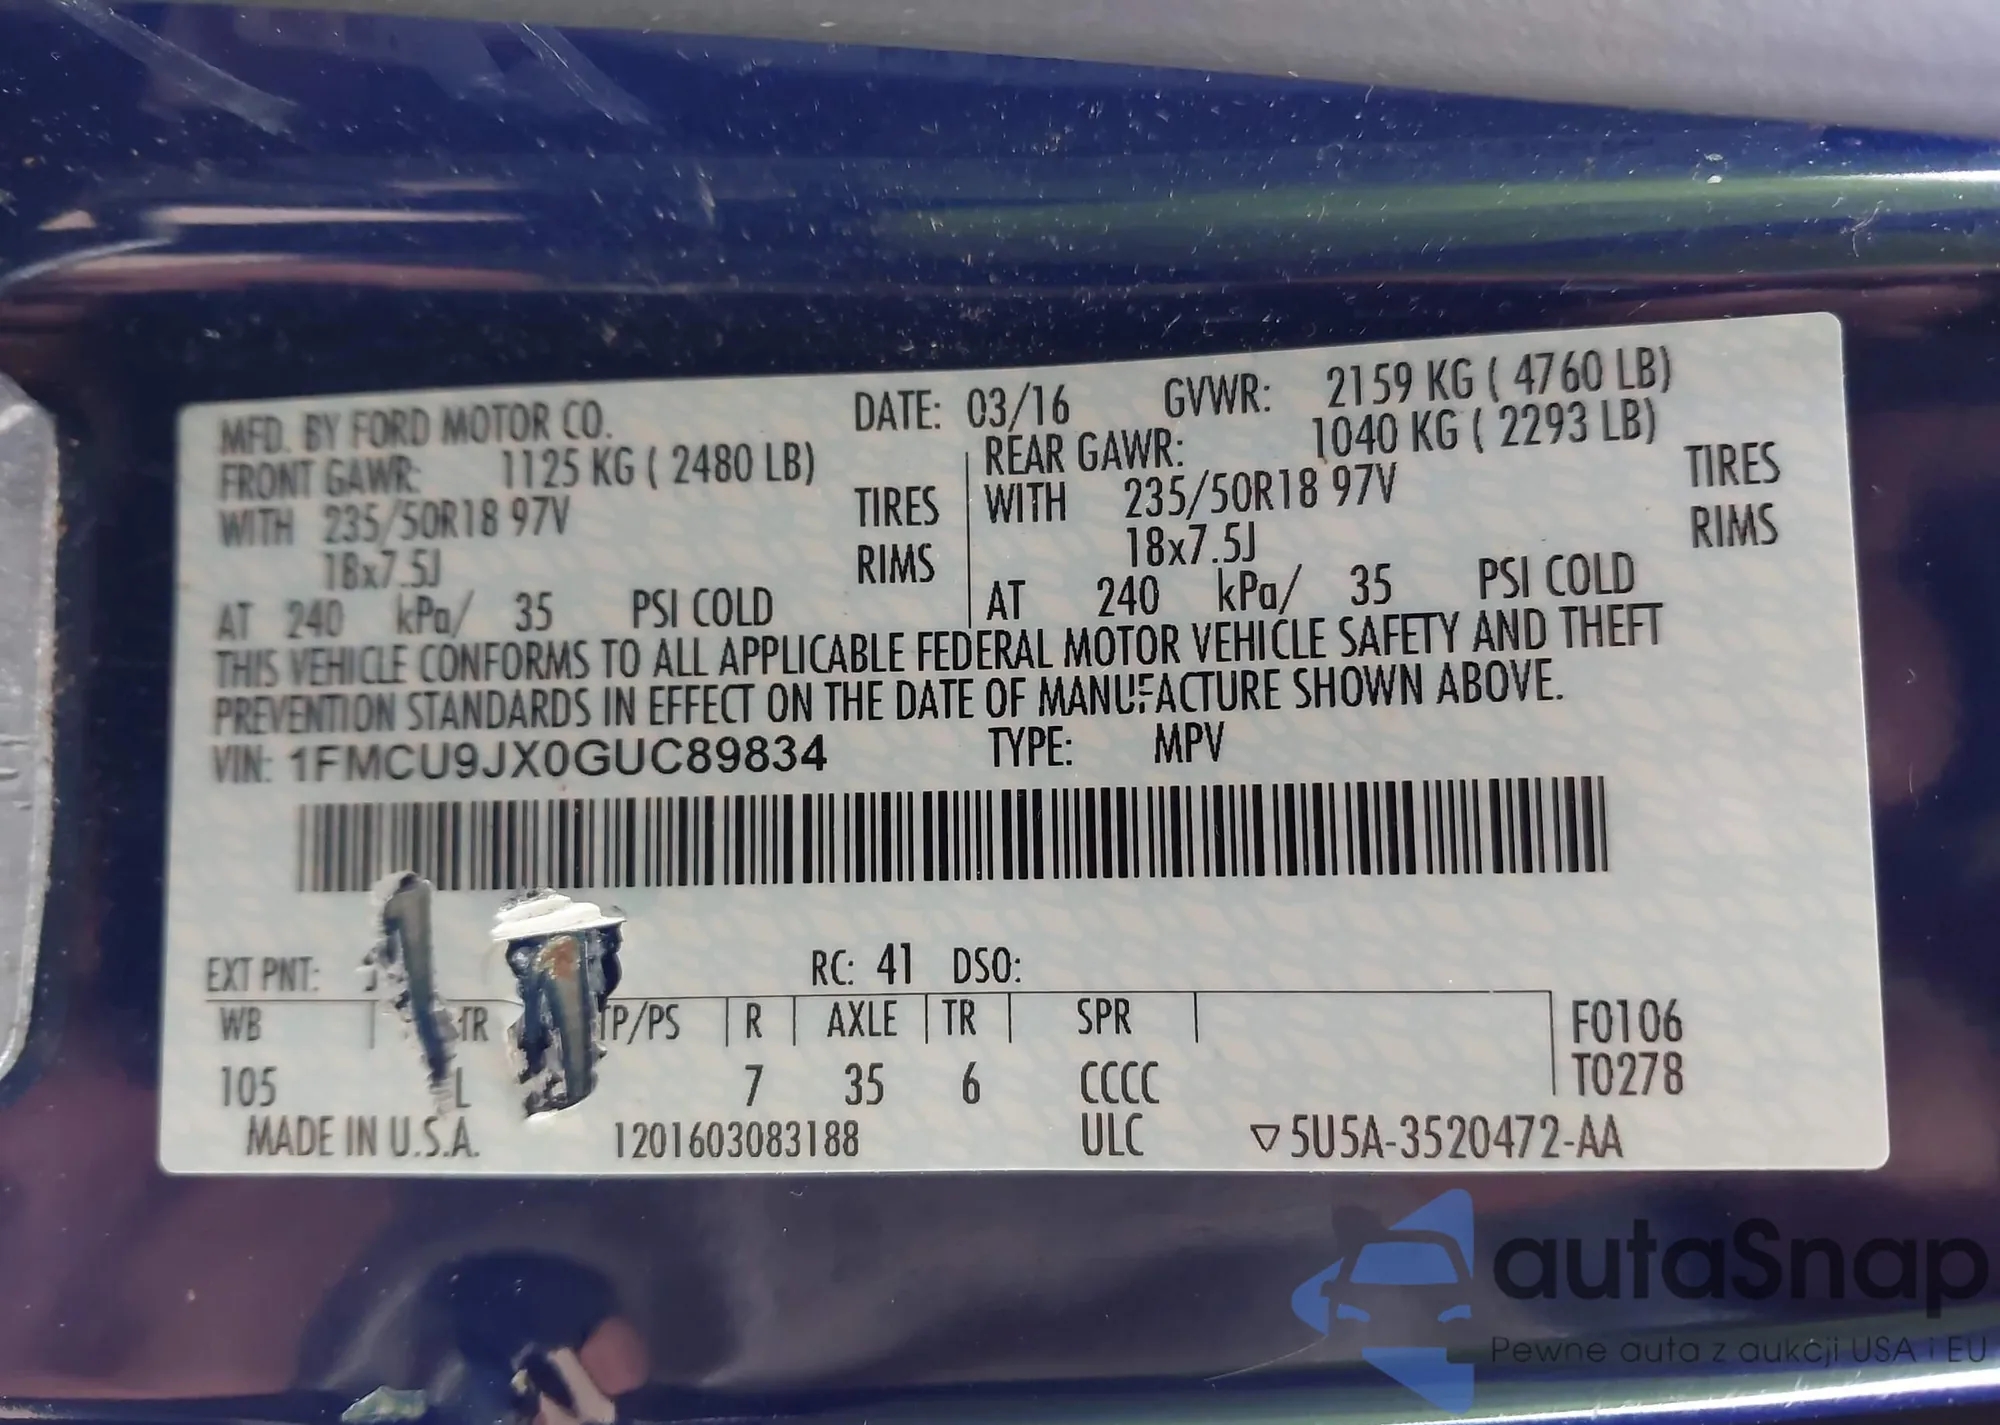 MFD. BY FORD MOTOR CO. DATE: 03/16 GVWR: 2159 KG ( 4760 LB)
FRONT GAWR: 1125 KG ( 2480 LB) REAR GAWR: 1040 KG ( 2293 LB)
WITH 235/50R18 97V TIRES WITH 235/50R18 97V TIRES
18x7.5J RIMS 18x7.5J RIMS
AT 240 kPa/ 35 PSI COLD AT 240 kPa/ 35 PSI COLD
THIS VEHICLE CONFORMS TO ALL APPLICABLE FEDERAL MOTOR VEHICLE SAFETY AND THEFT
PREVENTION STANDARDS IN EFFECT ON THE DATE OF MANUFACTURE SHOWN ABOVE.
VIN: 1FMCU9JX0GUC89834 TYPE: MPV
EXT PNT: RC: 41 DSO:
WB TR TP/PS R AXLE TR SPR F0106
105 L 7 35 6 CCCC T0278
MADE IN U.S.A. 1201603083188 ULC ▽5U5A-3520472-AA
autaSnap
Pewne auta z aukcji USA i EU